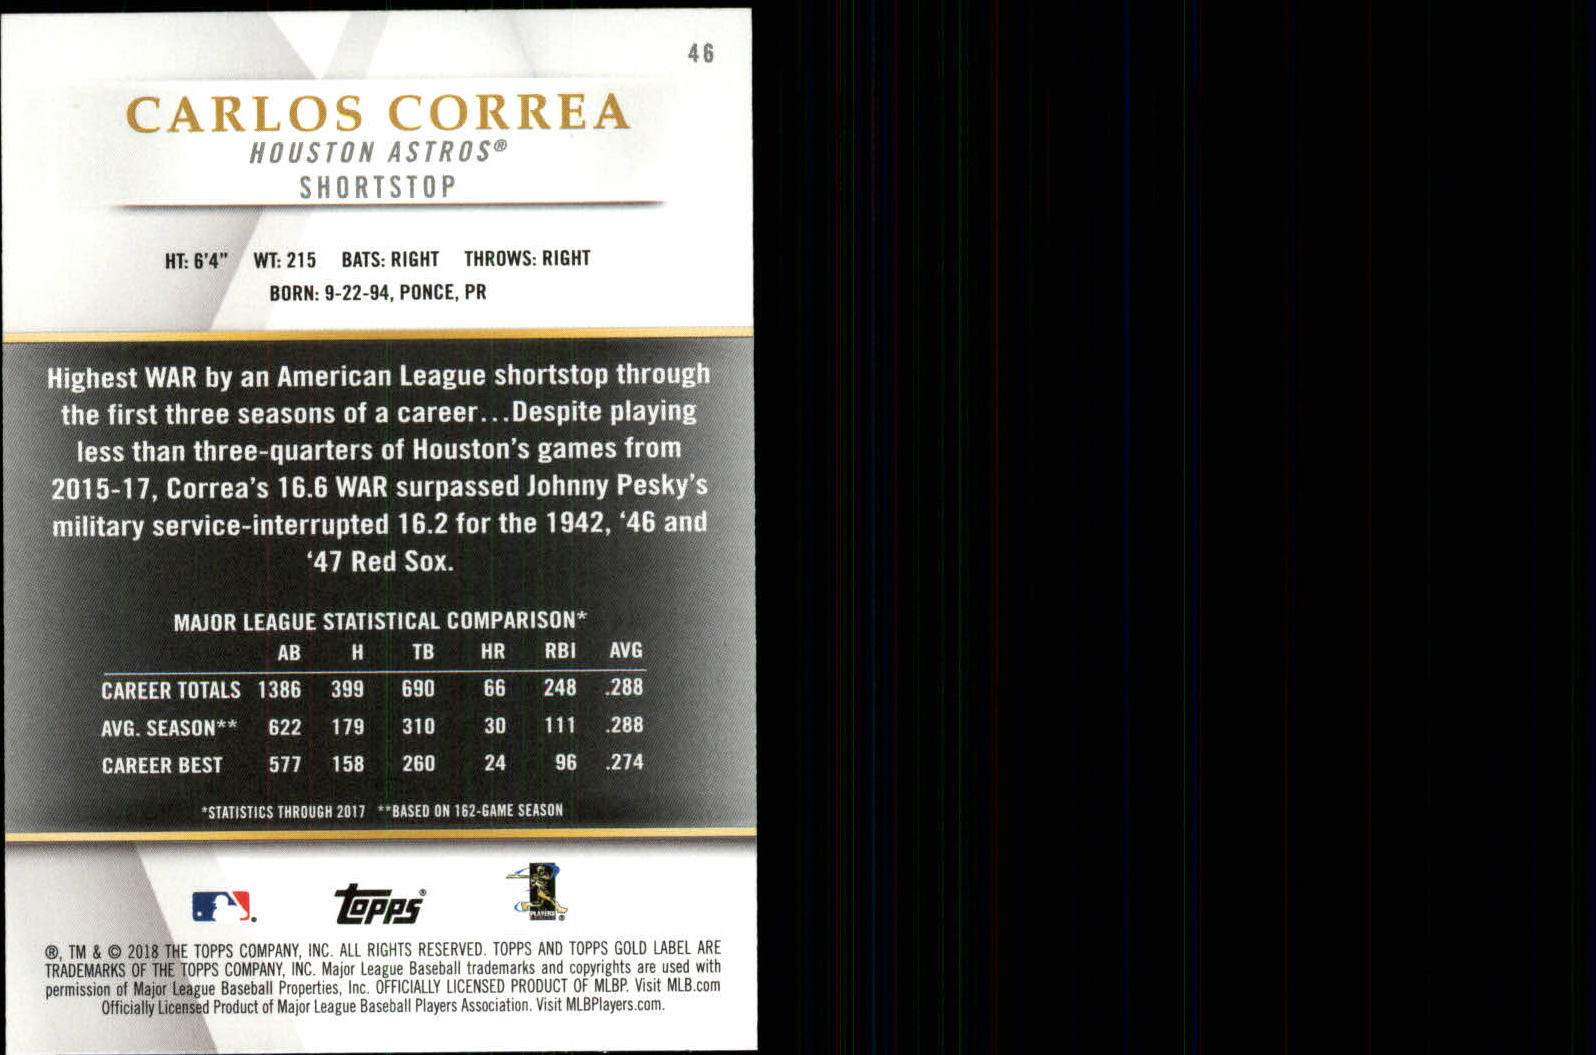 46
CARLOS CORREA
HOUSTON ASTROS®
SHORTSTOP
HT: 6'4" WT: 215 BATS: RIGHT THROWS: RIGHT
BORN: 9-22-94, PONCE, PR
Highest WAR by an American League shortstop through
the first three seasons of a career...Despite playing
less than three-quarters of Houston's games from
2015-17, Correa's 16.6 WAR surpassed Johnny Pesky's
military service-interrupted 16.2 for the 1942, '46 and
'47 Red Sox.
MAJOR LEAGUE STATISTICAL COMPARISON*
AB H TB HR RBI AVG
CAREER TOTALS 1386 399 690 66 248 .288
AVG. SEASON** 622 179 310 30 111 .288
CAREER BEST 577 158 260 24 96 .274
*STATISTICS THROUGH 2017 **BASED ON 162-GAME SEASON
Topps®
PLAYERS ®
®, TM & © 2018 THE TOPPS COMPANY, INC. ALL RIGHTS RESERVED. TOPPS AND TOPPS GOLD LABEL ARE
TRADEMARKS OF THE TOPPS COMPANY, INC. Major League Baseball trademarks and copyrights are used with
permission of Major League Baseball Properties, Inc. OFFICIALLY LICENSED PRODUCT OF MLBP. Visit MLB.com
Officially Licensed Product of Major League Baseball Players Association. Visit MLBPlayers.com.